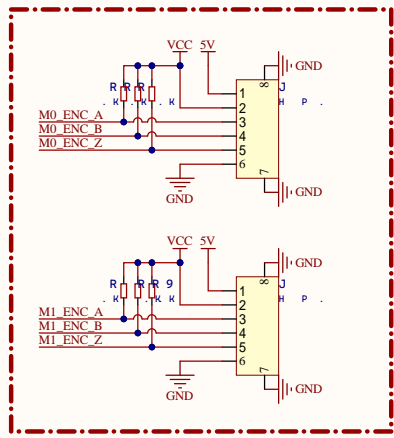 VCC 5V
8 GND
R R R J
. K . K . K H P .
1
2
M0_ENC_A 3
M0_ENC_B 4
M0_ENC_Z 5
6
GND 7 GND
VCC 5V
8 GND
R R R 9 J
. K . K K H P .
1
2
M1_ENC_A 3
M1_ENC_B 4
M1_ENC_Z 5
6
GND 7 GND